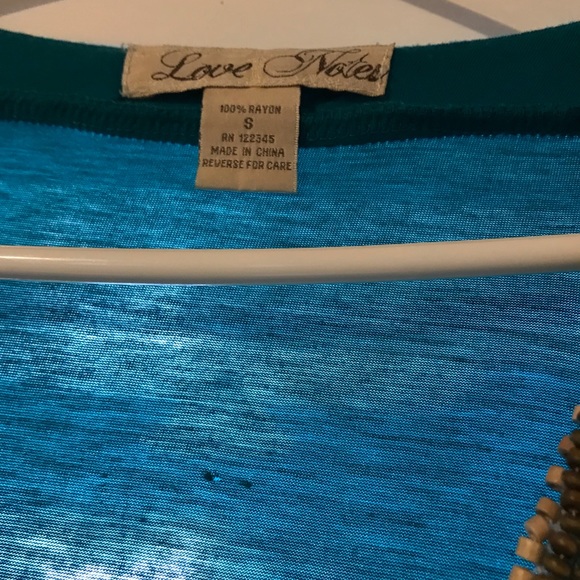 Love Notes
100% RAYON
S
RN 122345
MADE IN CHINA
REVERSE FOR CARE